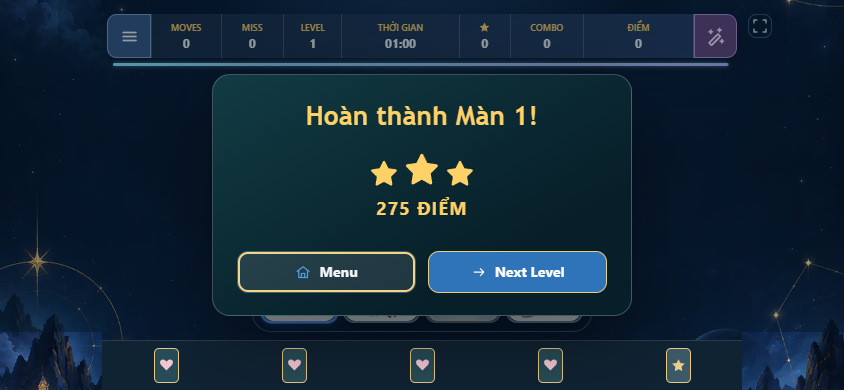 MOVES MISS LEVEL THỜI GIAN COMBO ĐIỂM
0 0 1 01:00 0 0 0
Hoàn thành Màn 1!
275 ĐIỂM
Menu Next Level